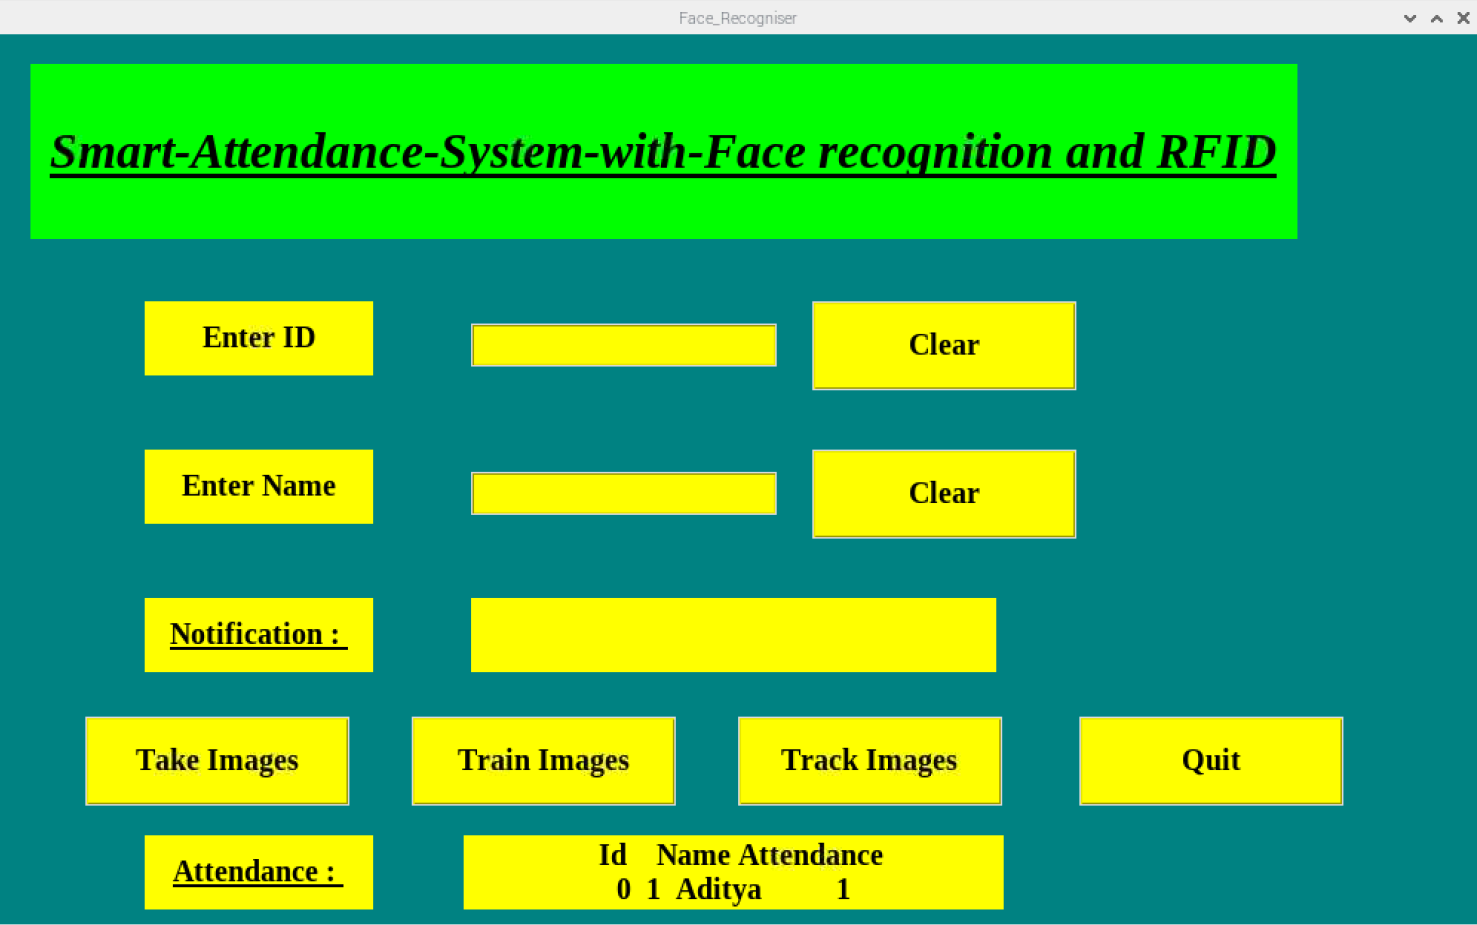 Face_Recogniser
Smart-Attendance-System-with-Face recognition and RFID
Enter ID
Clear
Enter Name
Clear
Notification :
Take Images
Train Images
Track Images
Quit
Attendance :
Id Name Attendance
0 1 Aditya 1